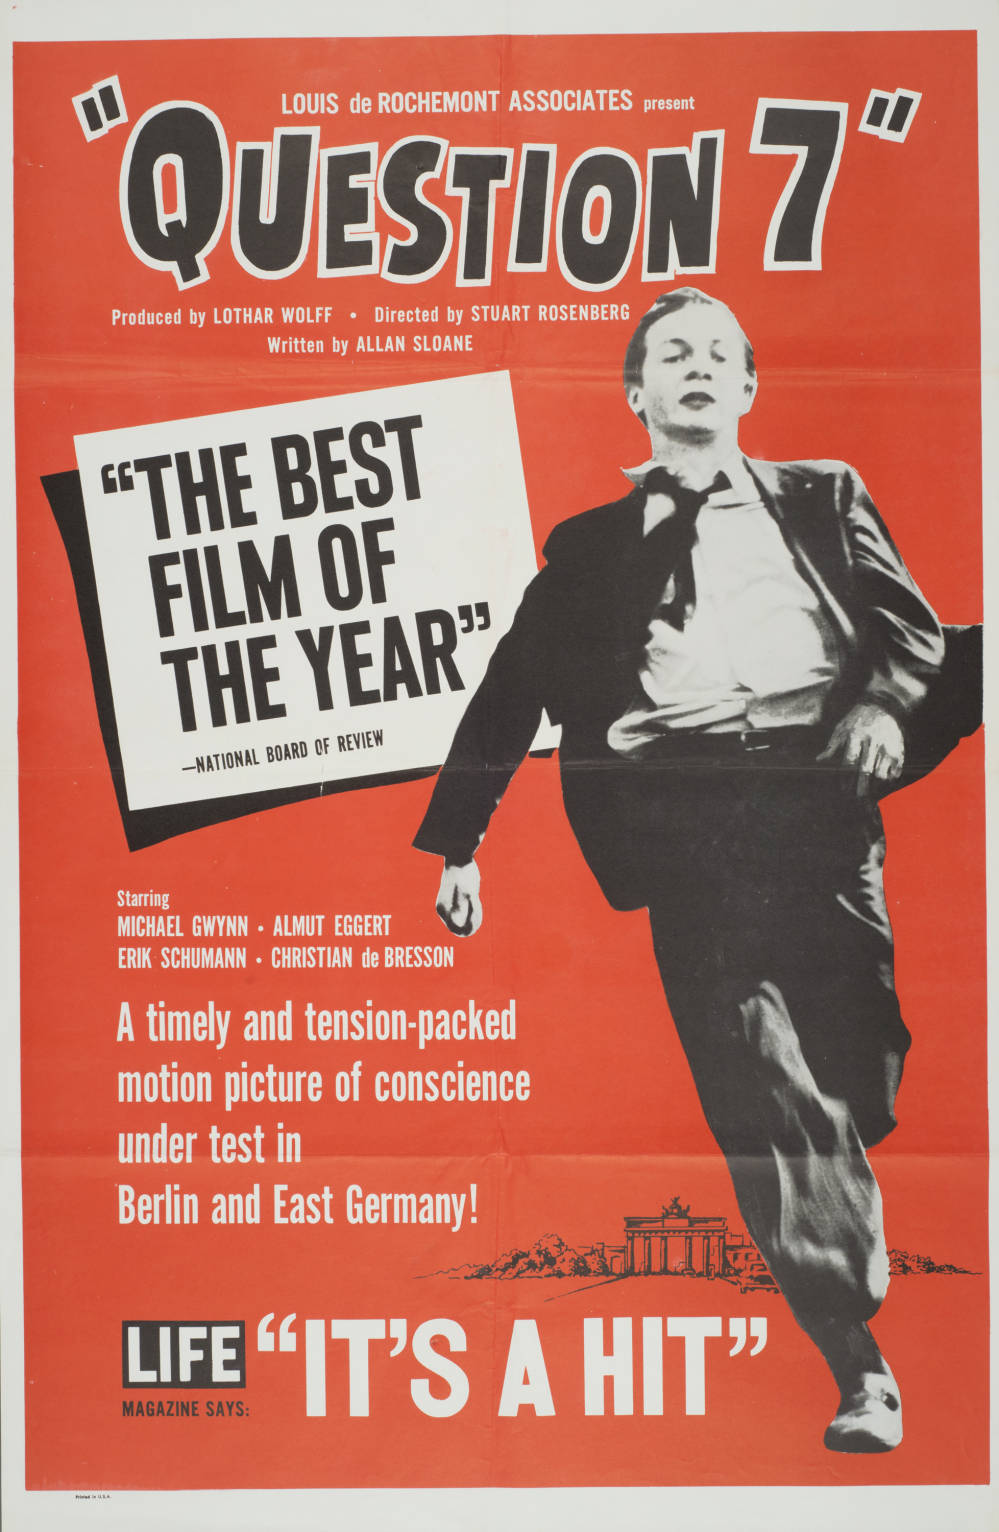 LOUIS de ROCHEMONT ASSOCIATES present
"QUESTION 7"
Produced by LOTHAR WOLFF • Directed by STUART ROSENBERG
Written by ALLAN SLOANE
“THE BEST
FILM OF
THE YEAR”
—NATIONAL BOARD OF REVIEW
Starring
MICHAEL GWYNN • ALMUT EGGERT
ERIK SCHUMANN • CHRISTIAN de BRESSON
A timely and tension-packed
motion picture of conscience
under test in
Berlin and East Germany!
LIFE “IT'S A HIT”
MAGAZINE SAYS:
Printed in U.S.A.